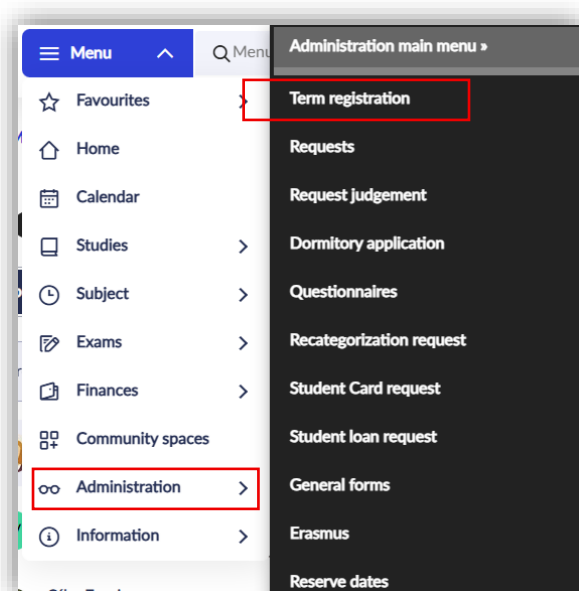 Menu
Menu
Favourites
Home
Calendar
Studies
Subject
Exams
Finances
Community spaces
Administration
Information
Administration main menu »
Term registration
Requests
Request judgement
Dormitory application
Questionnaires
Recategorization request
Student Card request
Student loan request
General forms
Erasmus
Reserve dates